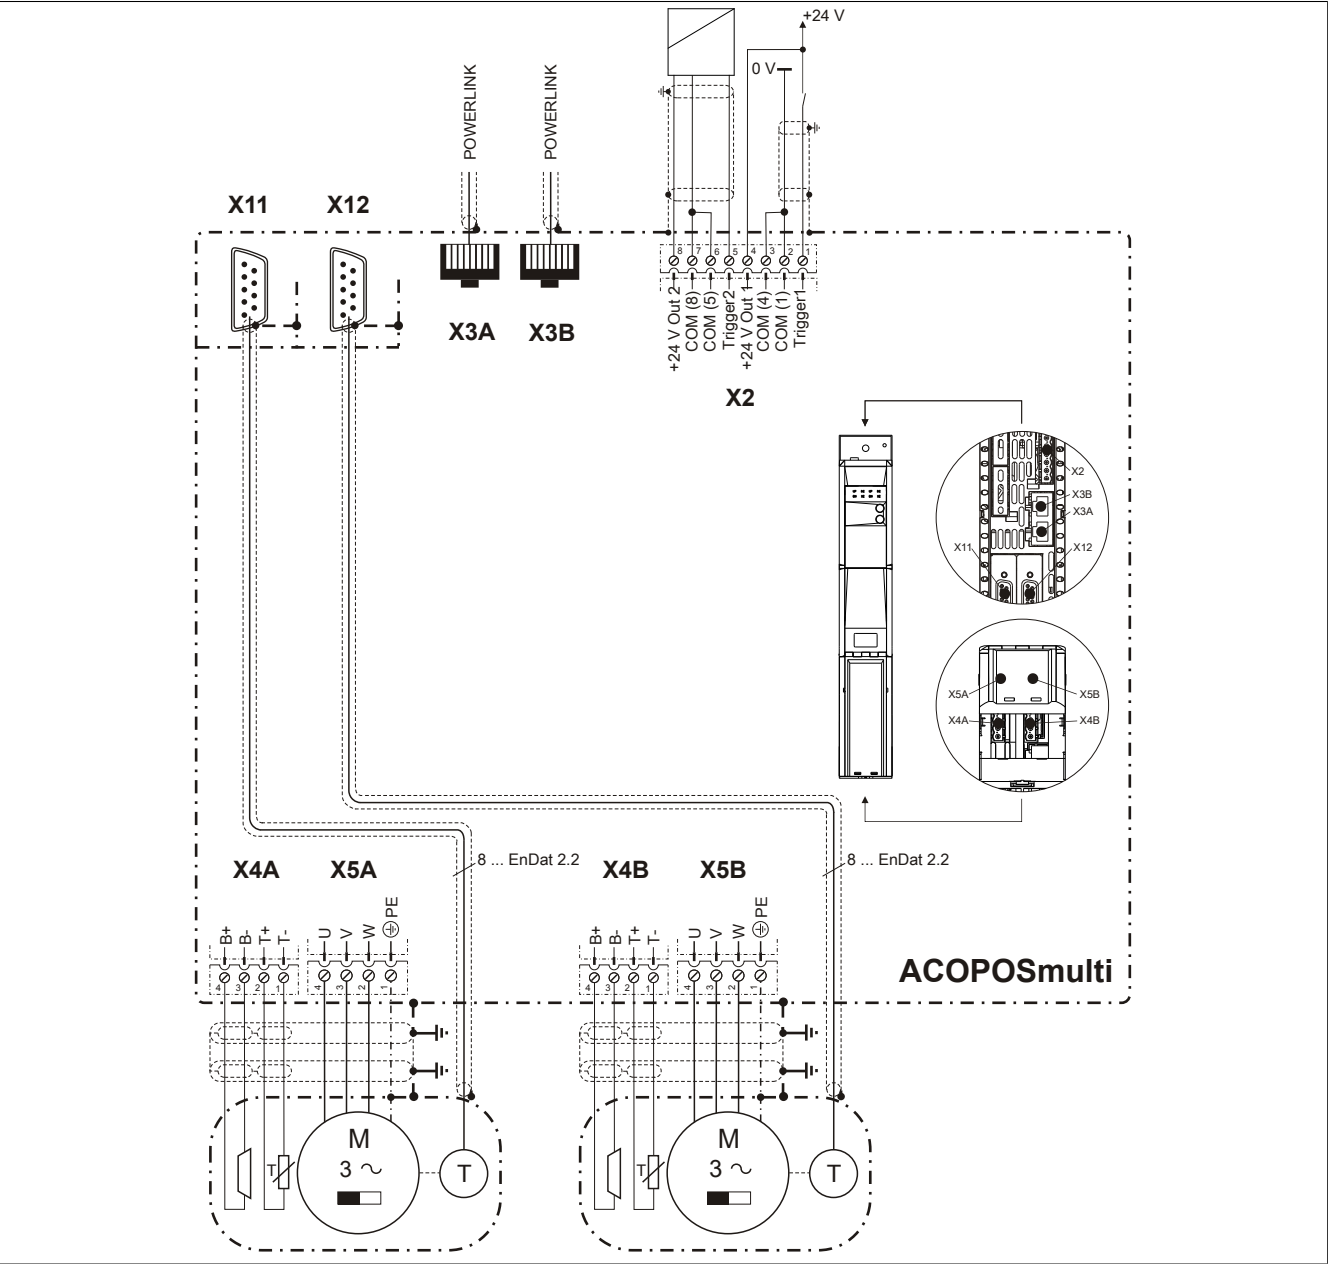 +24 V
0 V
POWERLINK
POWERLINK
X11
X12
8 7 6 5 4 3 2 1
+24 V Out 2
COM (8)
COM (5)
Trigger2
+24 V Out 1
COM (4)
COM (1)
Trigger1
X3A
X3B
X2
X2
X3B
X3A
X11
X12
X5A
X5B
X4A
X4B
8 ... EnDat 2.2
8 ... EnDat 2.2
X4A
X5A
X4B
X5B
B+
B-
T+
T-
U
V
W
PE
B+
B-
T+
T-
U
V
W
PE
4 3 2 1
4 3 2 1
4 3 2 1
4 3 2 1
ACOPOSmulti
M
3 ~
T
T
M
3 ~
T
T